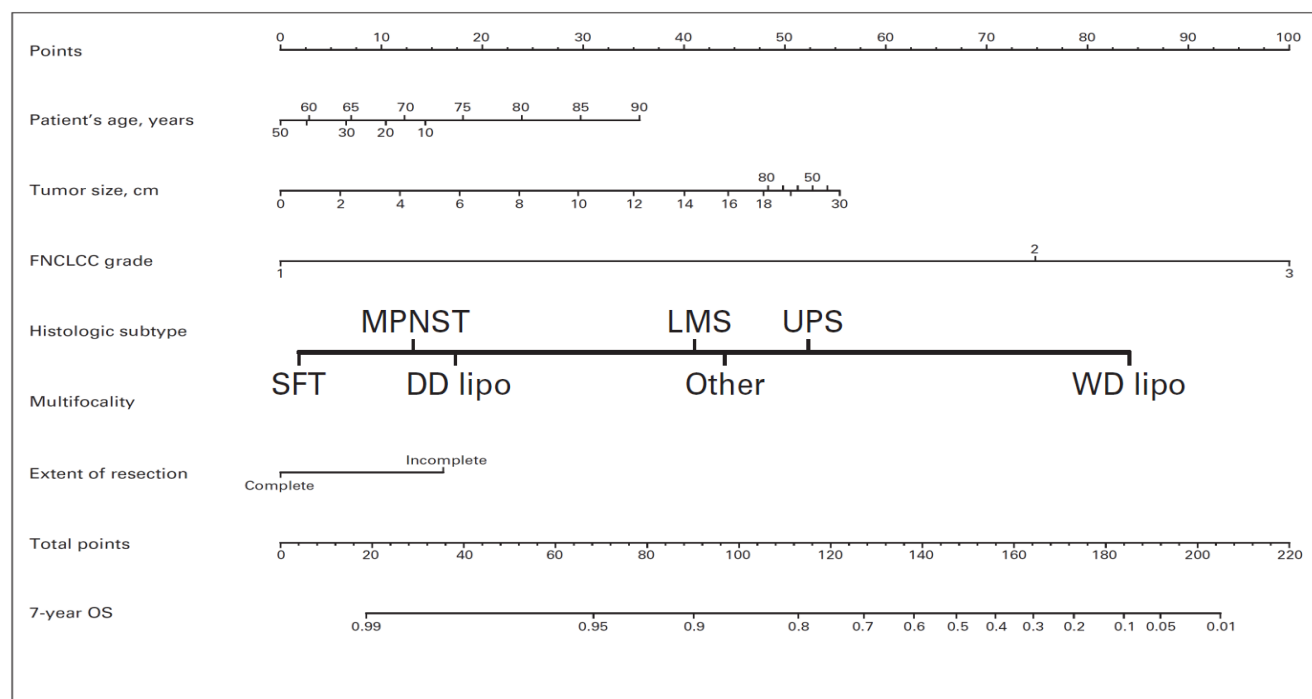 0 10 20 30 40 50 60 70 80 90 100
Points
60 65 70 75 80 85 90
Patient's age, years
50 30 20 10
80 50
Tumor size, cm
0 2 4 6 8 10 12 14 16 18 30
2
FNCLCC grade
1 3
MPNST LMS UPS
Histologic subtype
SFT DD lipo Other WD lipo
Multifocality
Incomplete
Extent of resection
Complete
Total points
0 20 40 60 80 100 120 140 160 180 200 220
7-year OS
0.99 0.95 0.9 0.8 0.7 0.6 0.5 0.4 0.3 0.2 0.1 0.05 0.01